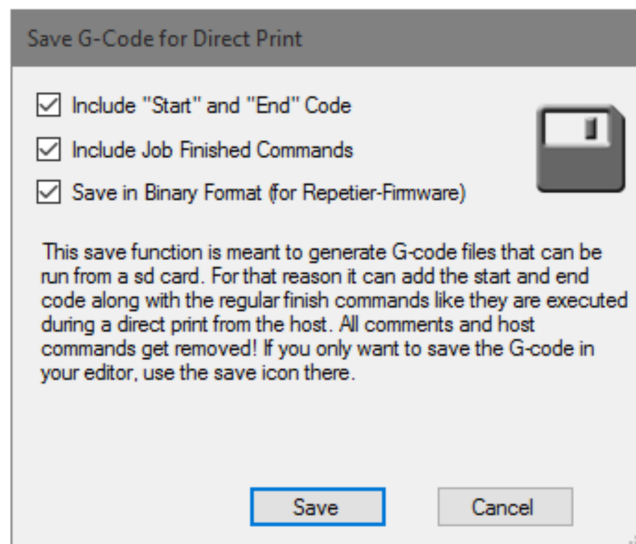 Save G-Code for Direct Print
Include "Start" and "End" Code
Include Job Finished Commands
Save in Binary Format (for Repetier-Firmware)
This save function is meant to generate G-code files that can be
run from a sd card. For that reason it can add the start and end
code along with the regular finish commands like they are executed
during a direct print from the host. All comments and host
commands get removed! If you only want to save the G-code in
your editor, use the save icon there.
Save
Cancel